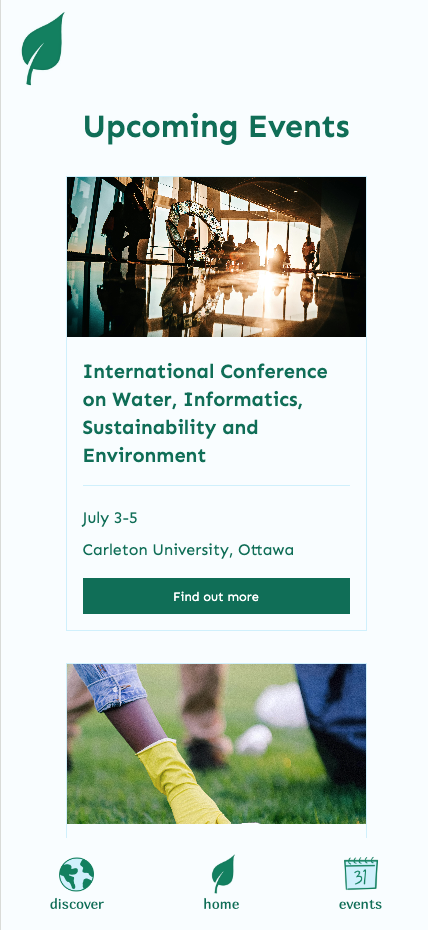 Upcoming Events
International Conference
on Water, Informatics,
Sustainability and
Environment
July 3-5
Carleton University, Ottawa
Find out more
31
discover
home
events